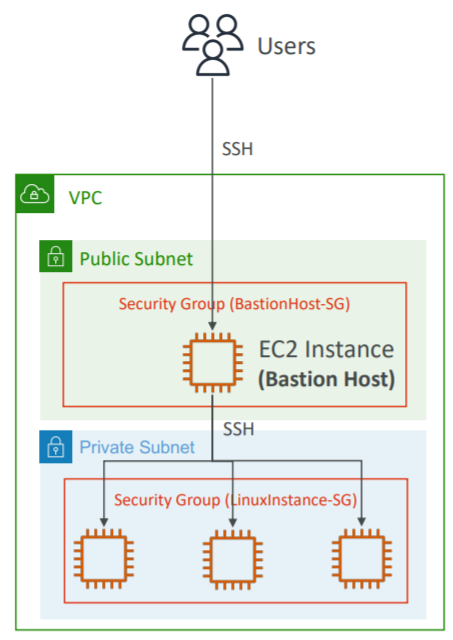 Users
SSH
VPC
Public Subnet
Security Group (BastionHost-SG)
EC2 Instance
(Bastion Host)
SSH
Private Subnet
Security Group (LinuxInstance-SG)